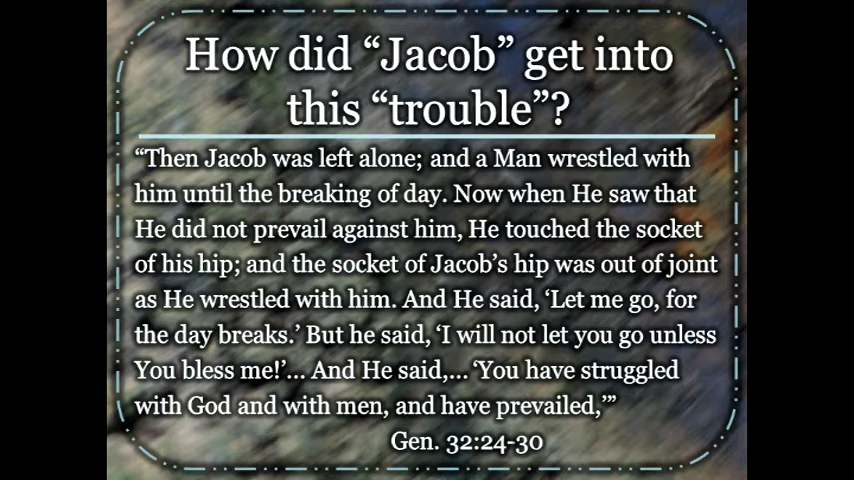 How did “Jacob” get into
this “trouble”?
“Then Jacob was left alone; and a Man wrestled with
him until the breaking of day. Now when He saw that
He did not prevail against him, He touched the socket
of his hip; and the socket of Jacob’s hip was out of joint
as He wrestled with him. And He said, ‘Let me go, for
the day breaks.’ But he said, ‘I will not let you go unless
You bless me!’... And He said,... ‘You have struggled
with God and with men, and have prevailed,’”
Gen. 32:24-30